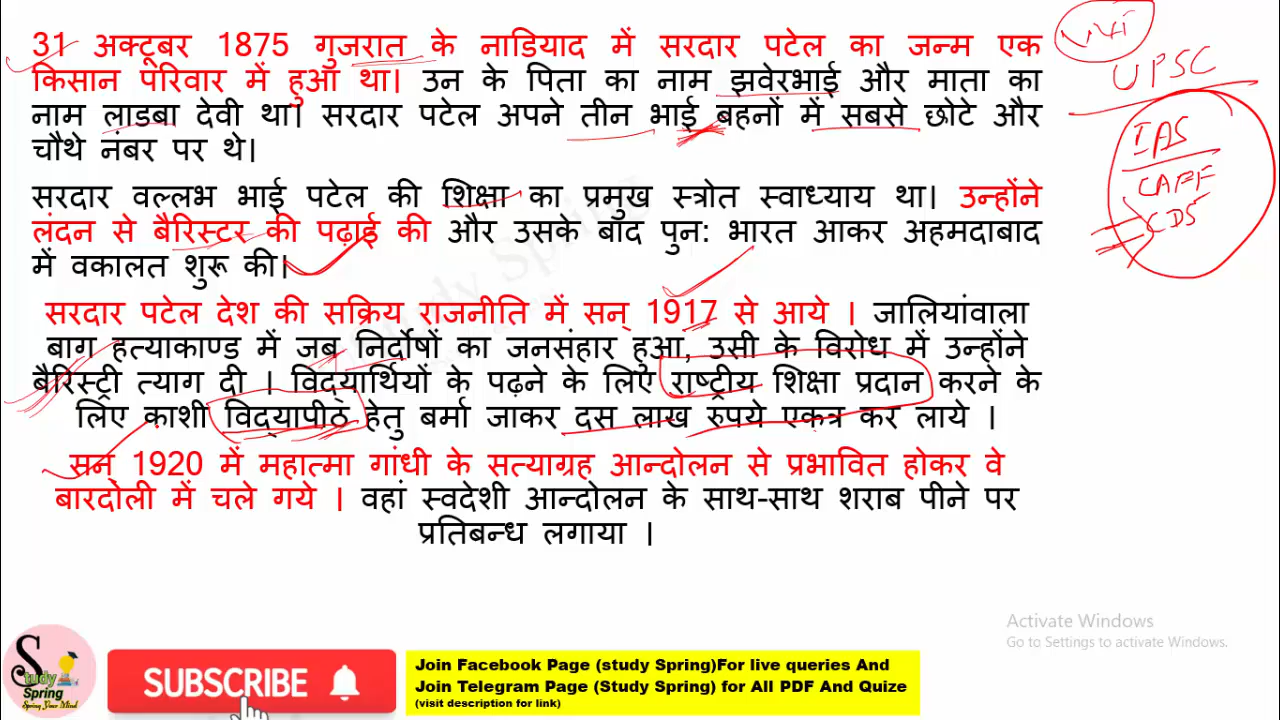 31 अक्टूबर 1875 गुजरात के नाडियाद में सरदार पटेल का जन्म एक
किसान परिवार में हुआ था। उन के पिता का नाम झवेरभाई और माता का
नाम लाडबा देवी था। सरदार पटेल अपने तीन भाई बहनों में सबसे छोटे और
चौथे नंबर पर थे।
सरदार वल्लभ भाई पटेल की शिक्षा का प्रमुख स्त्रोत स्वाध्याय था। उन्होंने
लंदन से बैरिस्टर की पढ़ाई की और उसके बाद पुन: भारत आकर अहमदाबाद
में वकालत शुरू की।
सरदार पटेल देश की सक्रिय राजनीति में सन् 1917 से आये । जालियांवाला
बाग हत्याकाण्ड में जब निर्दोषों का जनसंहार हुआ, उसी के विरोध में उन्होंने
बैरिस्ट्री त्याग दी । विद्यार्थियों के पढ़ने के लिए राष्ट्रीय शिक्षा प्रदान करने के
लिए काशी विद्यापीठ हेतु बर्मा जाकर दस लाख रुपये एकत्र कर लाये ।
सन् 1920 में महात्मा गांधी के सत्याग्रह आन्दोलन से प्रभावित होकर वे
बारदोली में चले गये । वहां स्वदेशी आन्दोलन के साथ-साथ शराब पीने पर
प्रतिबन्ध लगाया ।
UPSC
IAS
CAPF
CDS
Study Spring
Activate Windows
Go to Settings to activate Windows.
Study
Spring
Spring Your Mind
SUBSCRIBE
Join Facebook Page (study Spring)For live queries And
Join Telegram Page (Study Spring) for All PDF And Quize
(visit description for link)